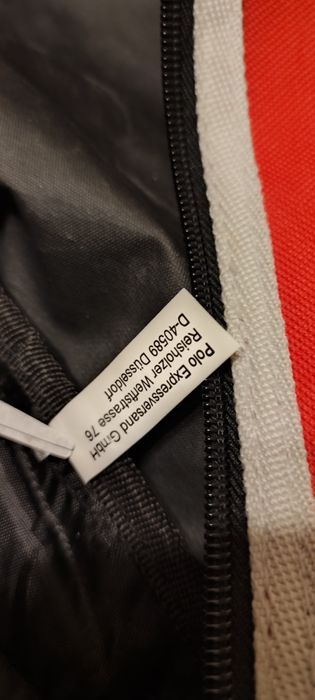 Polo Expressversand GmbH
Reisholzer Werftstrasse 76
D-40589 Düsseldorf